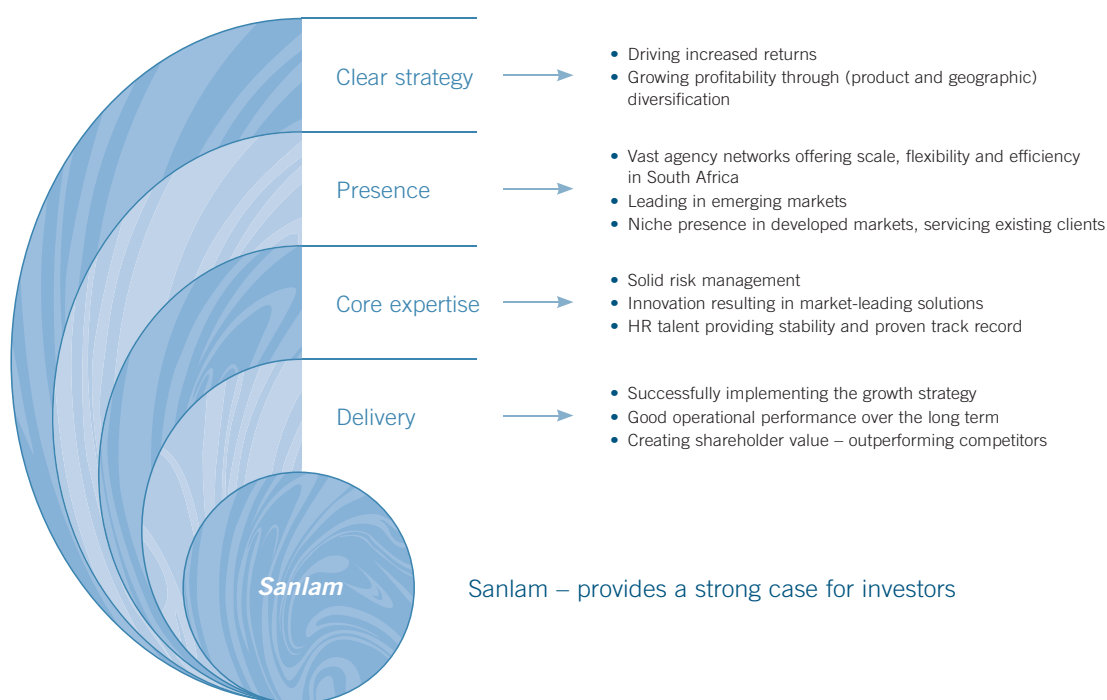 Clear strategy
• Driving increased returns
• Growing profitability through (product and geographic)
diversification
Presence
• Vast agency networks offering scale, flexibility and efficiency
in South Africa
• Leading in emerging markets
• Niche presence in developed markets, servicing existing clients
Core expertise
• Solid risk management
• Innovation resulting in market-leading solutions
• HR talent providing stability and proven track record
Delivery
• Successfully implementing the growth strategy
• Good operational performance over the long term
• Creating shareholder value – outperforming competitors
Sanlam
Sanlam – provides a strong case for investors